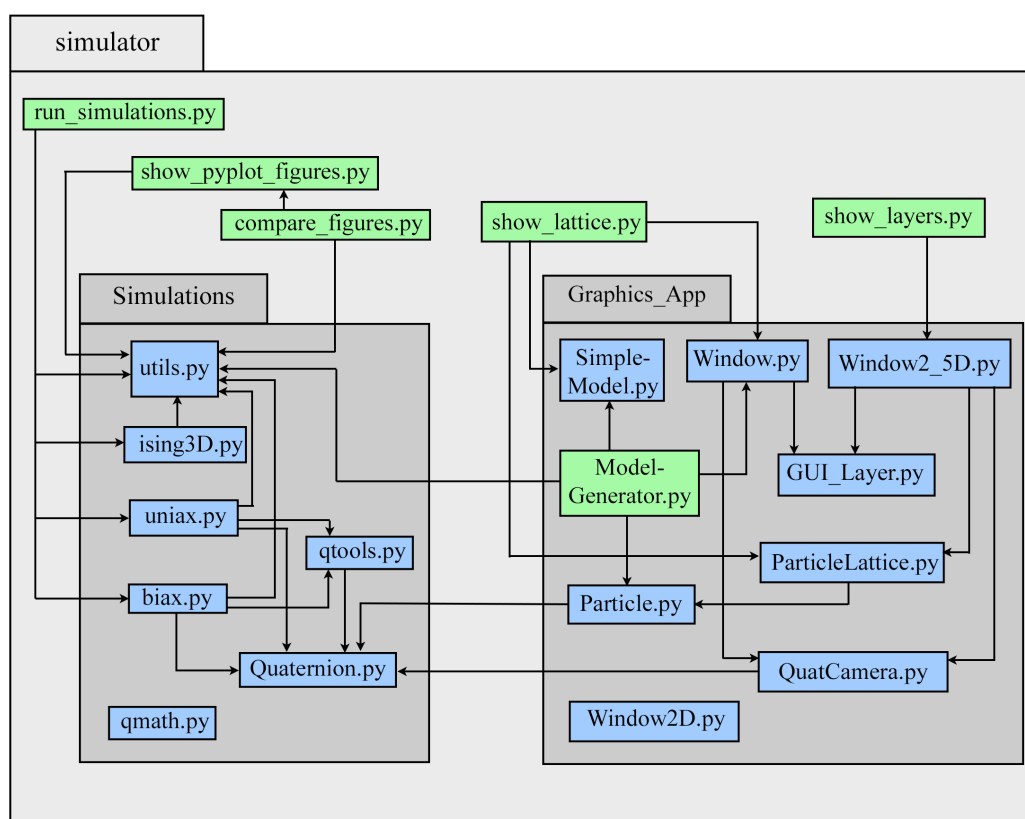 simulator
run_simulations.py
show_pyplot_figures.py
compare_figures.py
show_lattice.py
show_layers.py
Simulations
utils.py
ising3D.py
uniax.py
qtools.py
biax.py
Quaternion.py
qmath.py
Graphics_App
Simple-
Model.py
Window.py
Window2_5D.py
Model-
Generator.py
GUI_Layer.py
ParticleLattice.py
Particle.py
QuatCamera.py
Window2D.py